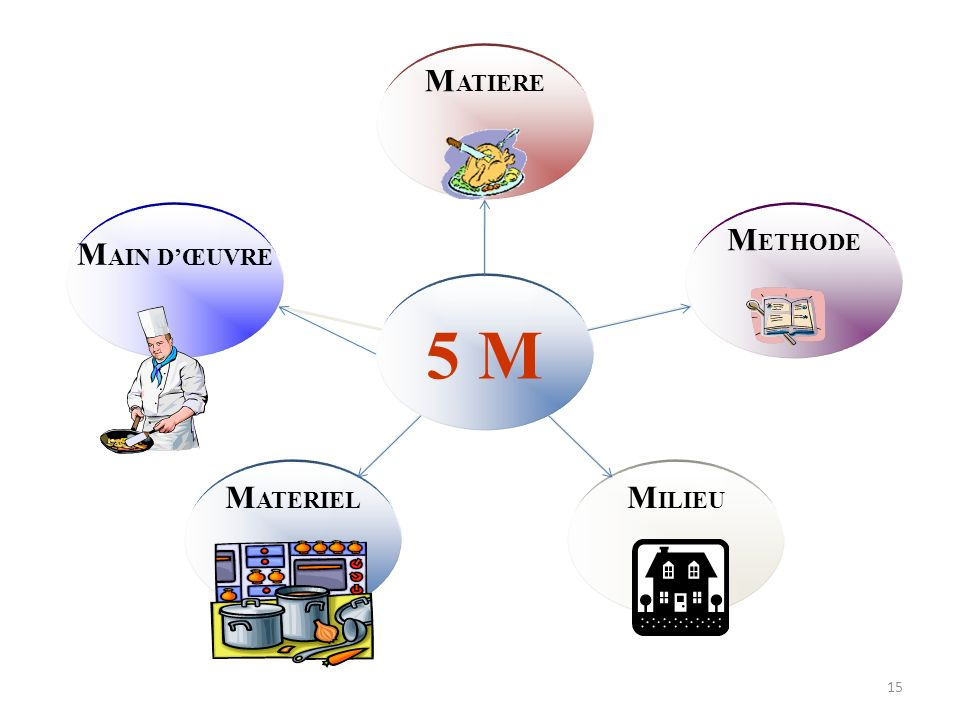 MATIERE
MAIN D’ŒUVRE
METHODE
5 M
MATERIEL
MILIEU
15